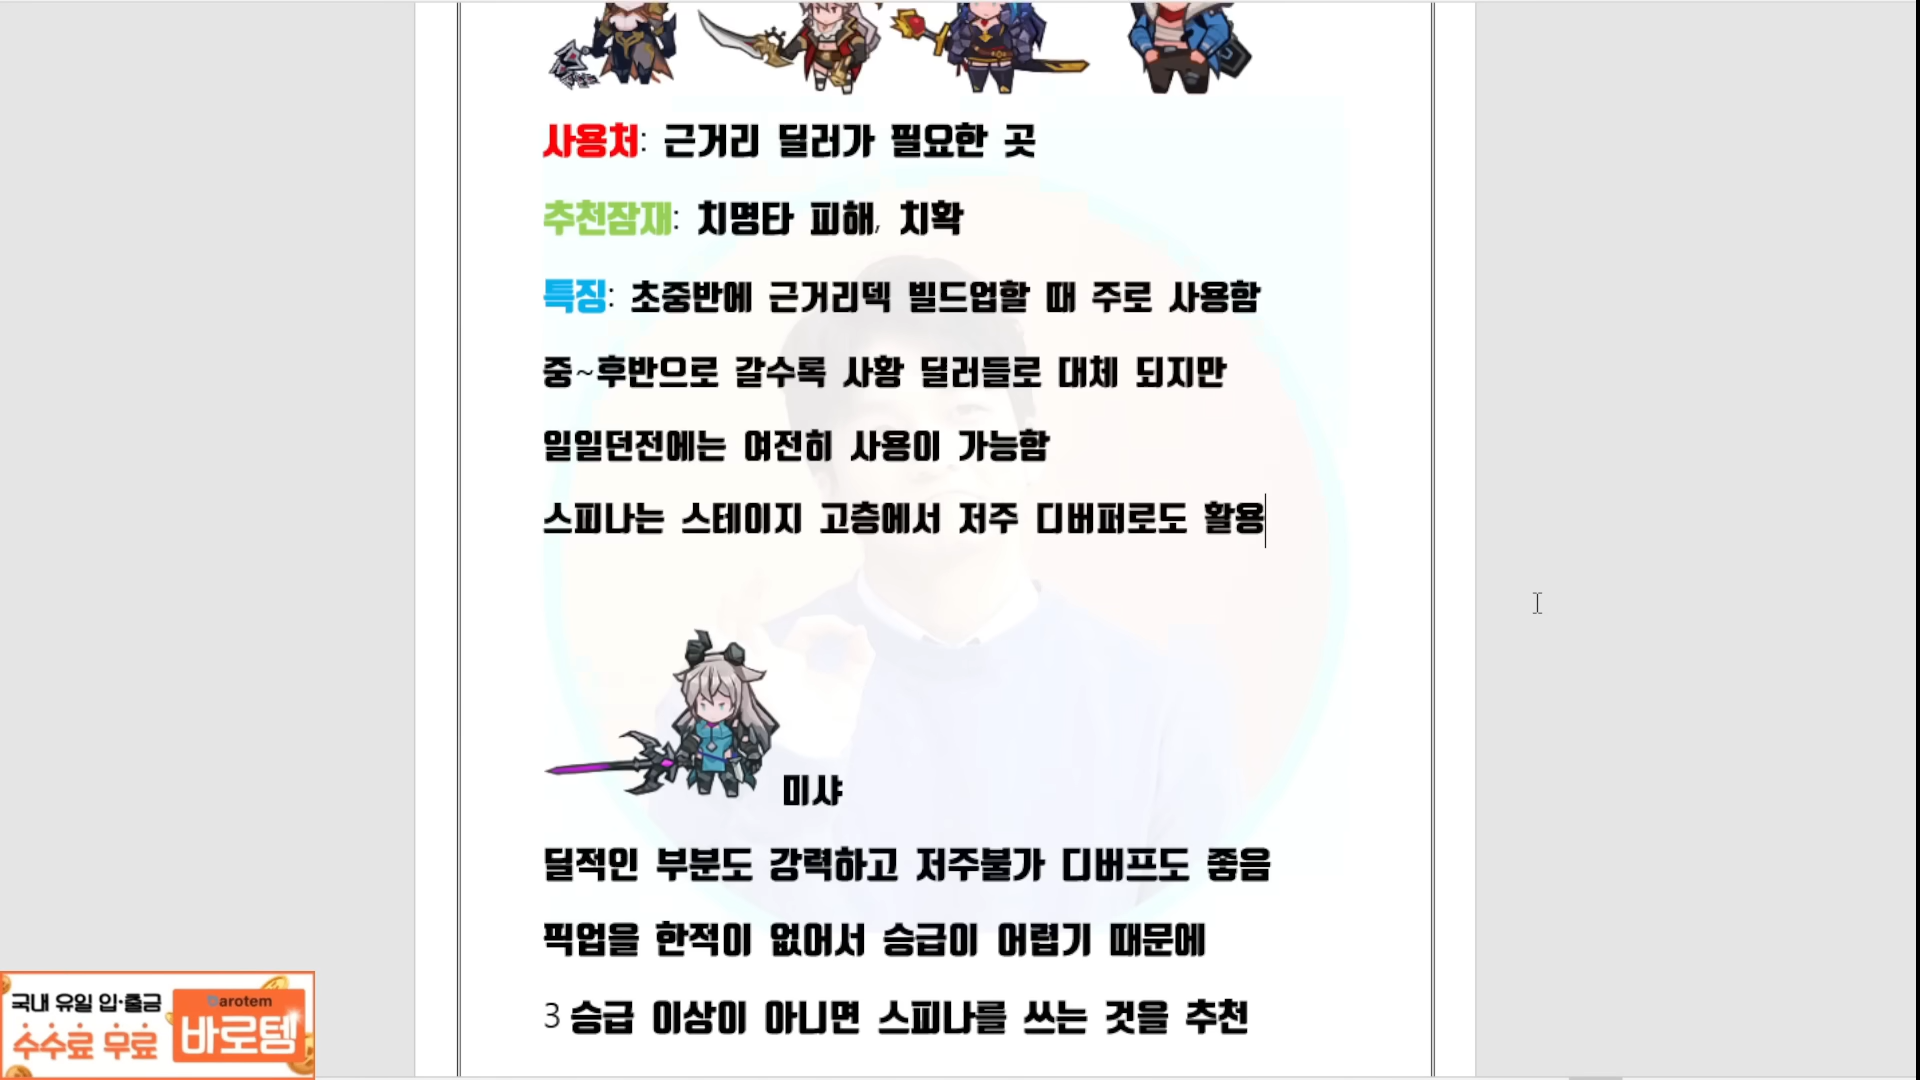 사용처: 근거리 딜러가 필요한 곳
추천잠재: 치명타 피해, 치확
특징: 초중반에 근거리덱 빌드업할 때 주로 사용함
중~후반으로 갈수록 사황 딜러들로 대체 되지만
일일던전에는 여전히 사용이 가능함
스피나는 스테이지 고층에서 저주 디버퍼로도 활용
미샤
딜적인 부분도 강력하고 저주불가 디버프도 좋음
픽업을 한적이 없어서 승급이 어렵기 때문에
3승급 이상이 아니면 스피나를 쓰는 것을 추천
국내 유일 입·출금
수수료 무료
Barotem
바로템